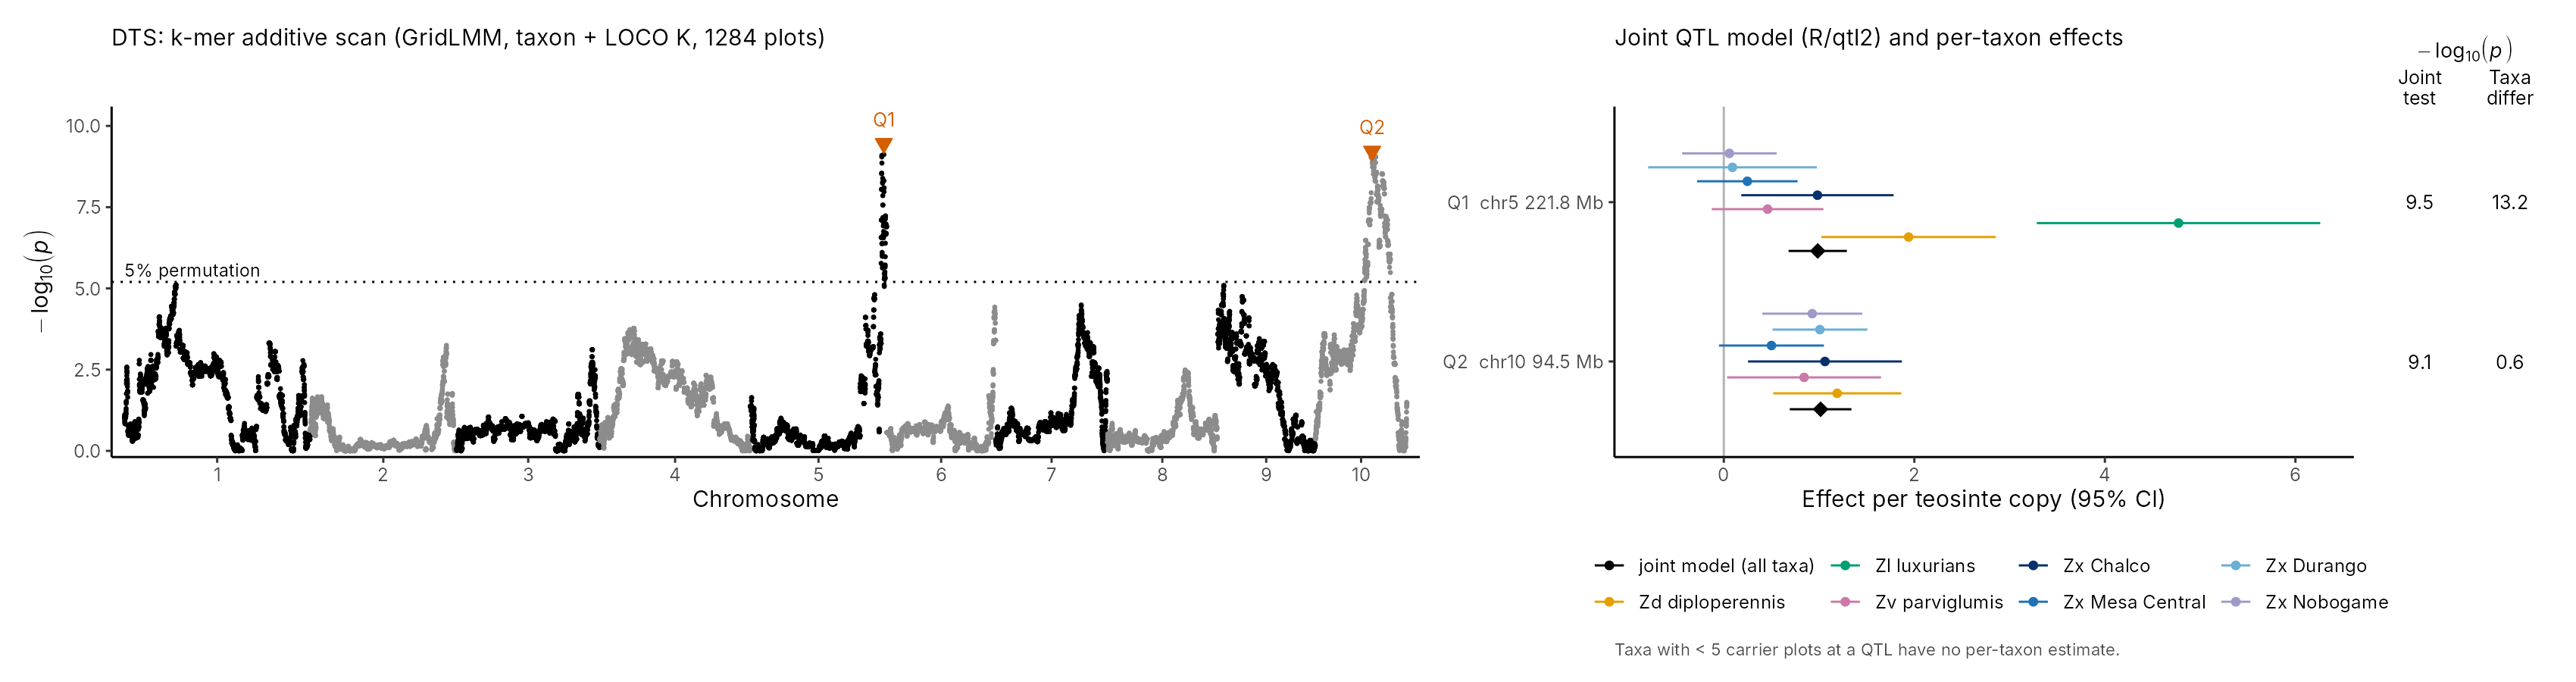 DTS: k-mer additive scan (GridLMM, taxon + LOCO K, 1284 plots)
− log10(p)
10.0
7.5
5.0
2.5
0.0
5% permutation
Q1
Q2
1 2 3 4 5 6 7 8 9 10
Chromosome
Joint QTL model (R/qtl2) and per-taxon effects
− log10(p)
Joint test
Taxa differ
Q1 chr5 221.8 Mb
9.5 13.2
Q2 chr10 94.5 Mb
9.1 0.6
0 2 4 6
Effect per teosinte copy (95% CI)
joint model (all taxa) Zl luxurians Zx Chalco Zx Durango
Zd diploperennis Zv parviglumis Zx Mesa Central Zx Nobogame
Taxa with < 5 carrier plots at a QTL have no per-taxon estimate.